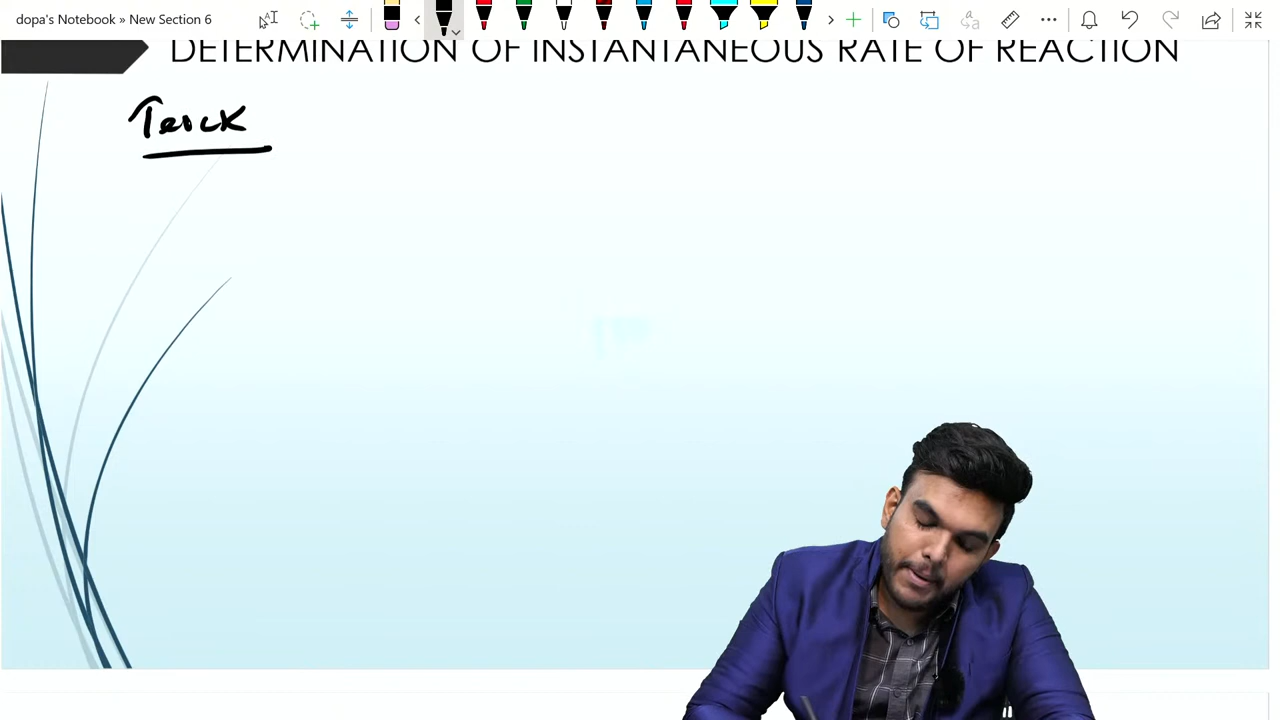 dopa's Notebook » New Section 6
DETERMINATION OF INSTANTANEOUS RATE OF REACTION
Trick